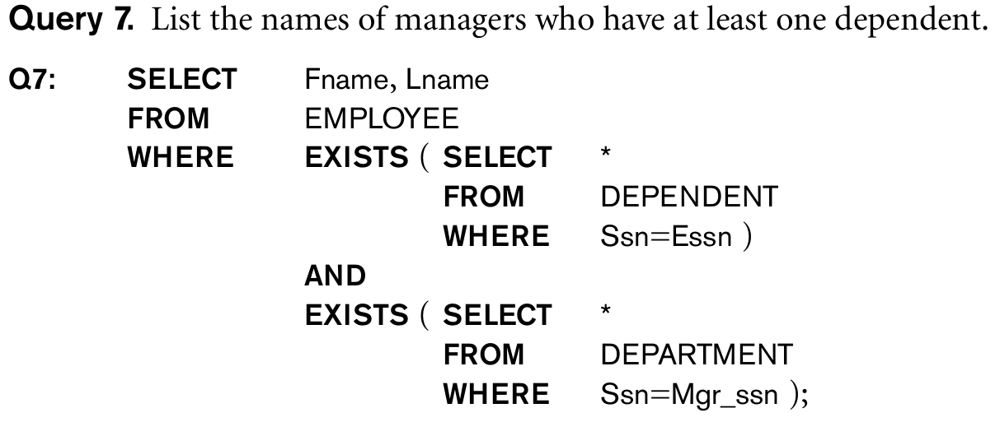 Query 7. List the names of managers who have at least one dependent.
Q7: SELECT Fname, Lname
FROM EMPLOYEE
WHERE EXISTS ( SELECT *
FROM DEPENDENT
WHERE Ssn=Essn )
AND
EXISTS ( SELECT *
FROM DEPARTMENT
WHERE Ssn=Mgr_ssn );